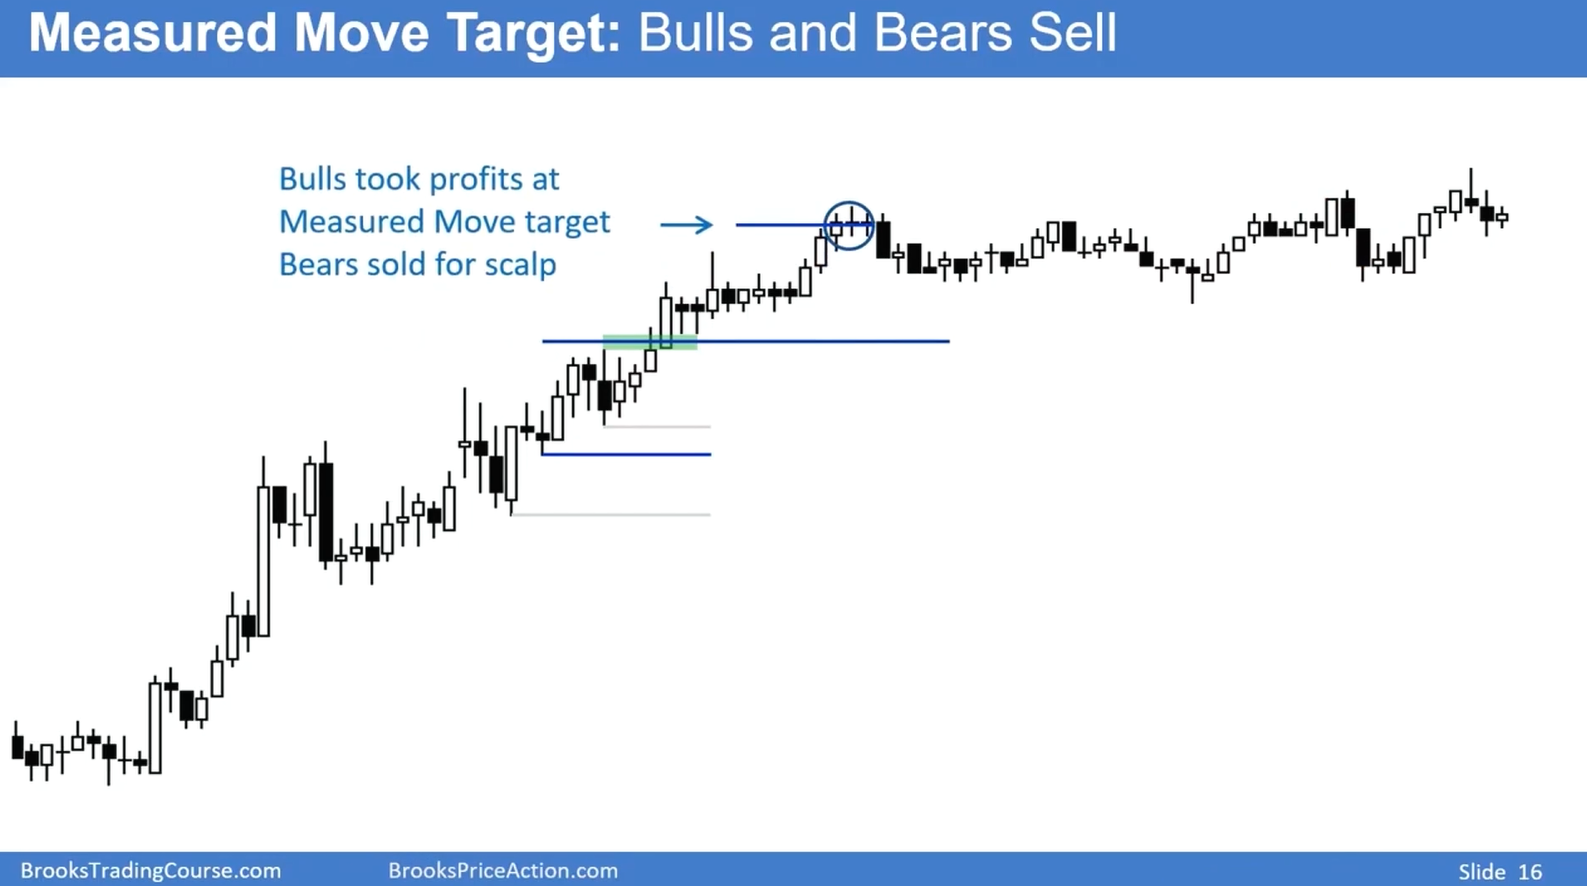 Measured Move Target: Bulls and Bears Sell
Bulls took profits at
Measured Move target
Bears sold for scalp
BrooksTradingCourse.com
BrooksPriceAction.com
Slide 16